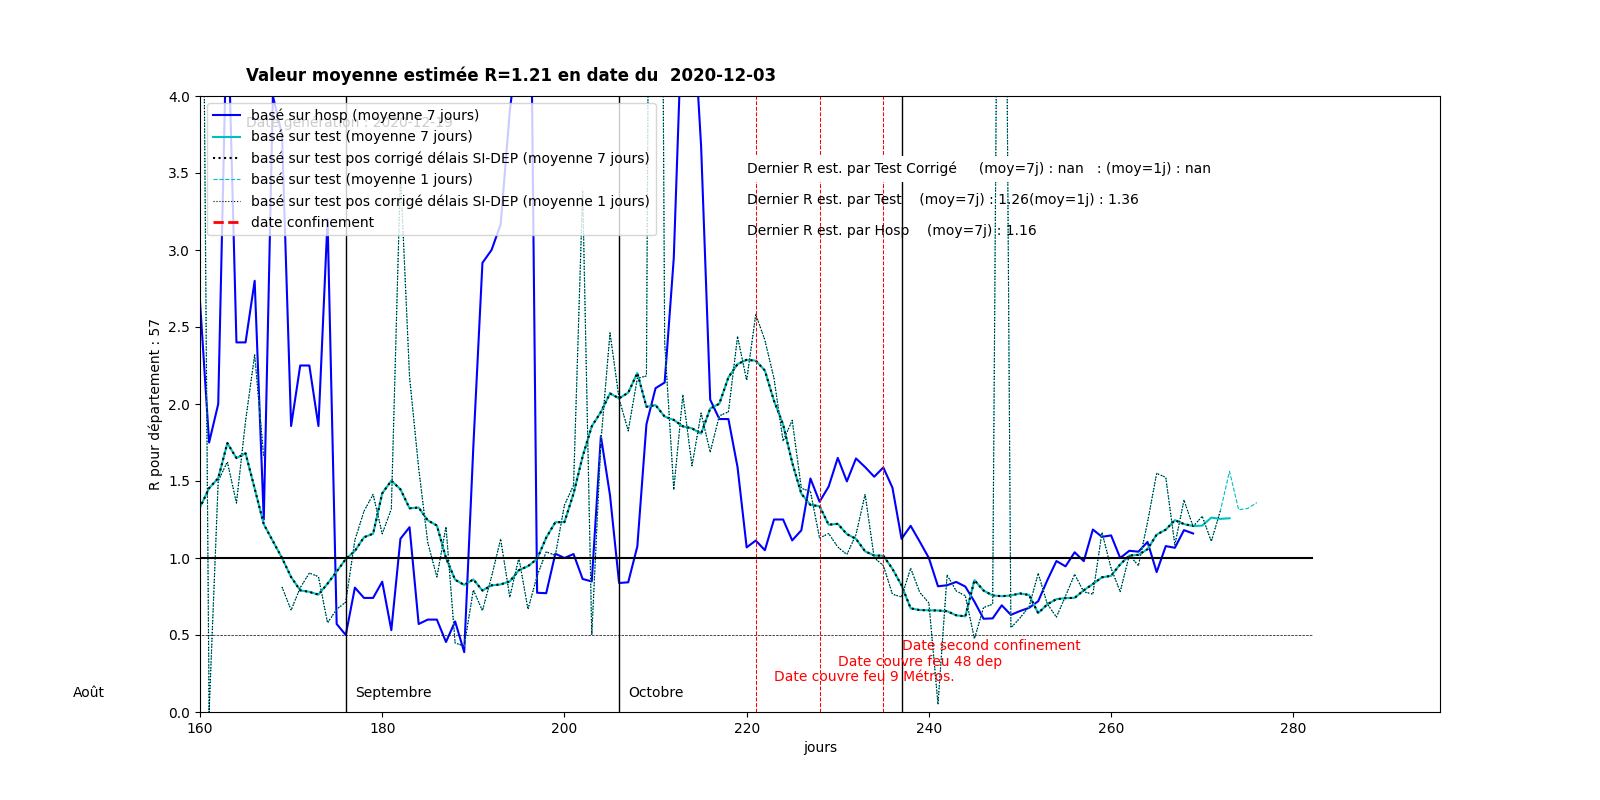 Valeur moyenne estimée R=1.21 en date du  2020-12-03
4.0
3.5
3.0
2.5
2.0
1.5
1.0
0.5
0.0
R pour département : 57
basé sur hosp (moyenne 7 jours)
basé sur test (moyenne 7 jours)
basé sur test pos corrigé délais SI-DEP (moyenne 7 jours)
basé sur test (moyenne 1 jours)
basé sur test pos corrigé délais SI-DEP (moyenne 1 jours)
date confinement
Dernier R est. par Test Corrigé     (moy=7j) : nan   : (moy=1j) : nan
Dernier R est. par Test    (moy=7j) : 1.26(moy=1j) : 1.36
Dernier R est. par Hosp    (moy=7j) : 1.16
Date second confinement
Date couvre feu 48 dep
Date couvre feu 9 Métros.
Août
Septembre
Octobre
160
180
200
220
240
260
280
jours